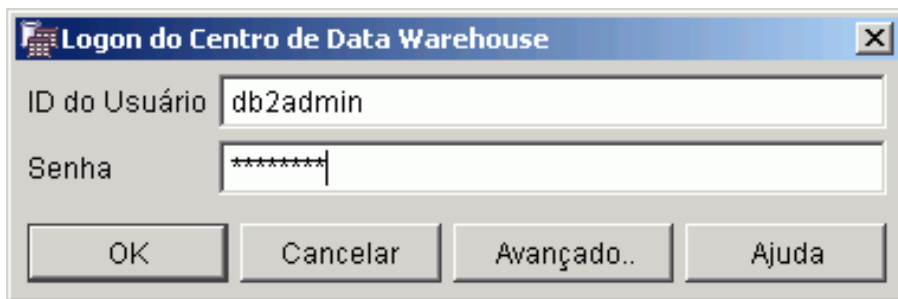 Logon do Centro de Data Warehouse
ID do Usuário db2admin
Senha ********
OK Cancelar Avançado.. Ajuda